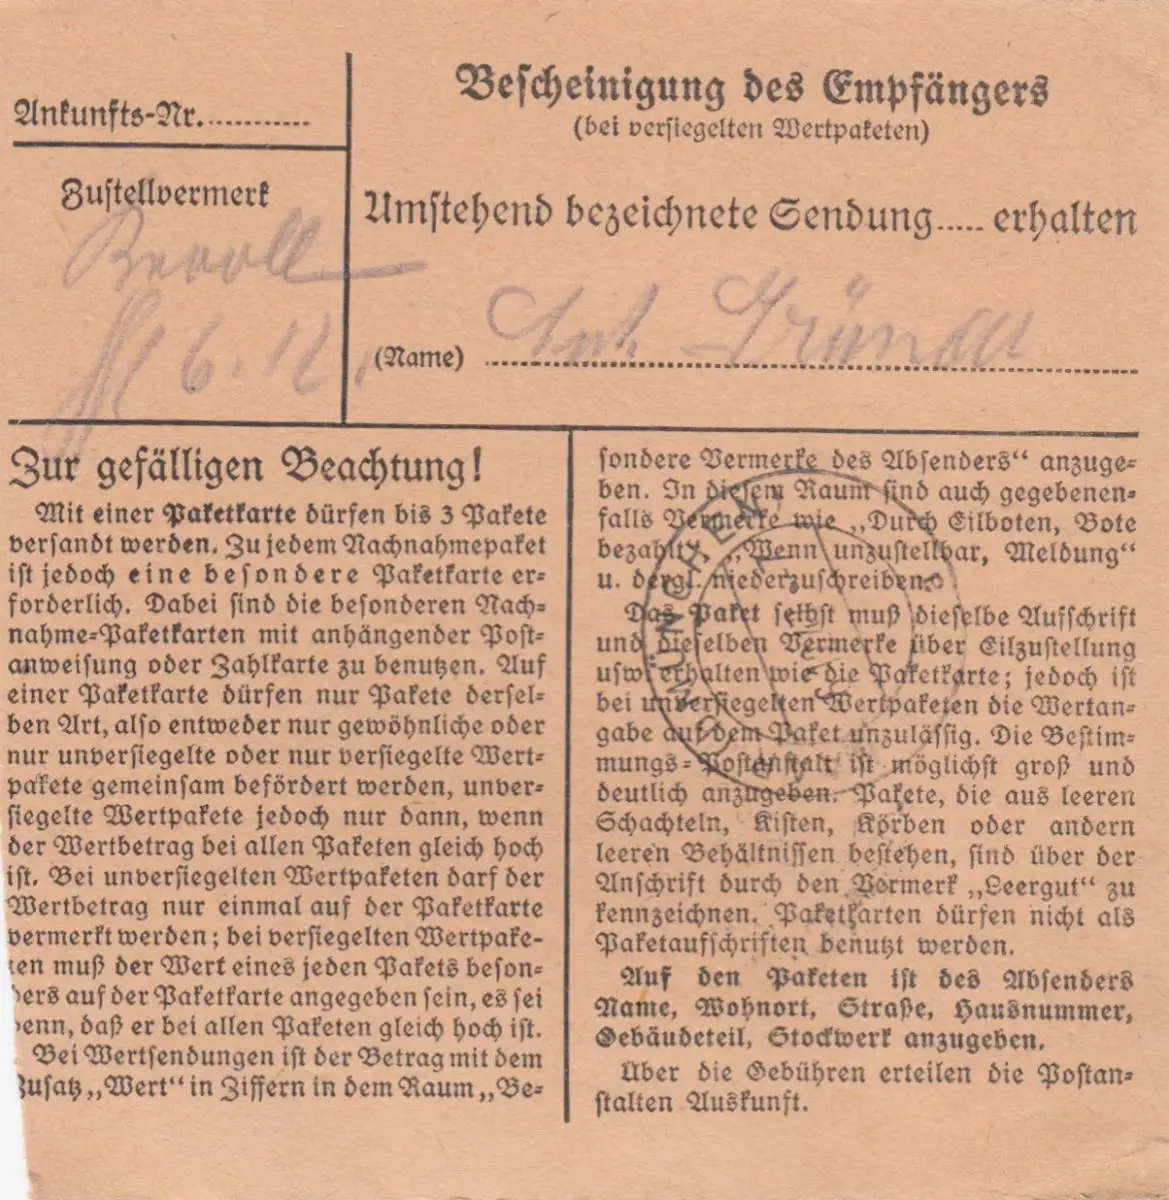 Ankunfts-Nr............
Zustellvermerk
6. 12.
Bescheinigung des Empfängers
(bei versiegelten Wertpaketen)
Umstehend bezeichnete Sendung..... erhalten
(Name)
Zur gefälligen Beachtung!
Mit einer Paketkarte dürfen bis 3 Pakete
versandt werden. Zu jedem Nachnahmepaket
ist jedoch eine besondere Paketkarte er-
forderlich. Dabei sind die besonderen Nach-
nahme-Paketkarten mit anhängender Post-
anweisung oder Zahlkarte zu benutzen. Auf
einer Paketkarte dürfen nur Pakete dersel-
ben Art, also entweder nur gewöhnliche oder
nur unversiegelte oder nur versiegelte Wert-
pakete gemeinsam befördert werden, unver-
siegelte Wertpakete jedoch nur dann, wenn
der Wertbetrag bei allen Paketen gleich hoch
ist. Bei unversiegelten Wertpaketen darf der
Wertbetrag nur einmal auf der Paketkarte
vermerkt werden; bei versiegelten Wertpake-
ten muß der Wert eines jeden Pakets beson-
ders auf der Paketkarte angegeben sein, es sei
denn, daß er bei allen Paketen gleich hoch ist.
Bei Wertsendungen ist der Betrag mit dem
Zusatz „Wert“ in Ziffern in dem Raum „Be-
sondere Vermerke des Absenders“ anzuge-
ben. In diesem Raum sind auch gegebenen-
falls Vermerke wie „Durch Eilboten, Bote
bezahlt“, „Wenn unzustellbar, Meldung“
u. dergl. niederzuschreiben.
Das Paket selbst muß dieselbe Aufschrift
und dieselben Vermerke über Eilzustellung
usw. erhalten wie die Paketkarte; jedoch ist
bei unversiegelten Wertpaketen die Wertan-
gabe auf dem Paket unzulässig. Die Bestim-
mungs-Postanstalt ist möglichst groß und
deutlich anzugeben. Pakete, die aus leeren
Schachteln, Kisten, Körben oder andern
leeren Behältnissen bestehen, sind über der
Anschrift durch den Vermerk „Leergut“ zu
kennzeichnen. Paketkarten dürfen nicht als
Paketaufschriften benutzt werden.
Auf den Paketen ist des Absenders
Name, Wohnort, Straße, Hausnummer,
Gebäudeteil, Stockwerk anzugeben.
Über die Gebühren erteilen die Postan-
stalten Auskunft.
MÜNCHEN